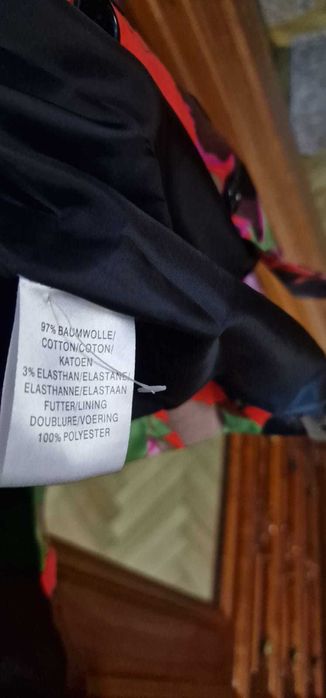 97% BAUMWOLLE/
COTTON/COTON/
KATOEN
3% ELASTHAN/ELASTANE/
ELASTHANNE/ELASTAAN
FUTTER/LINING
DOUBLURE/VOERING
100% POLYESTER